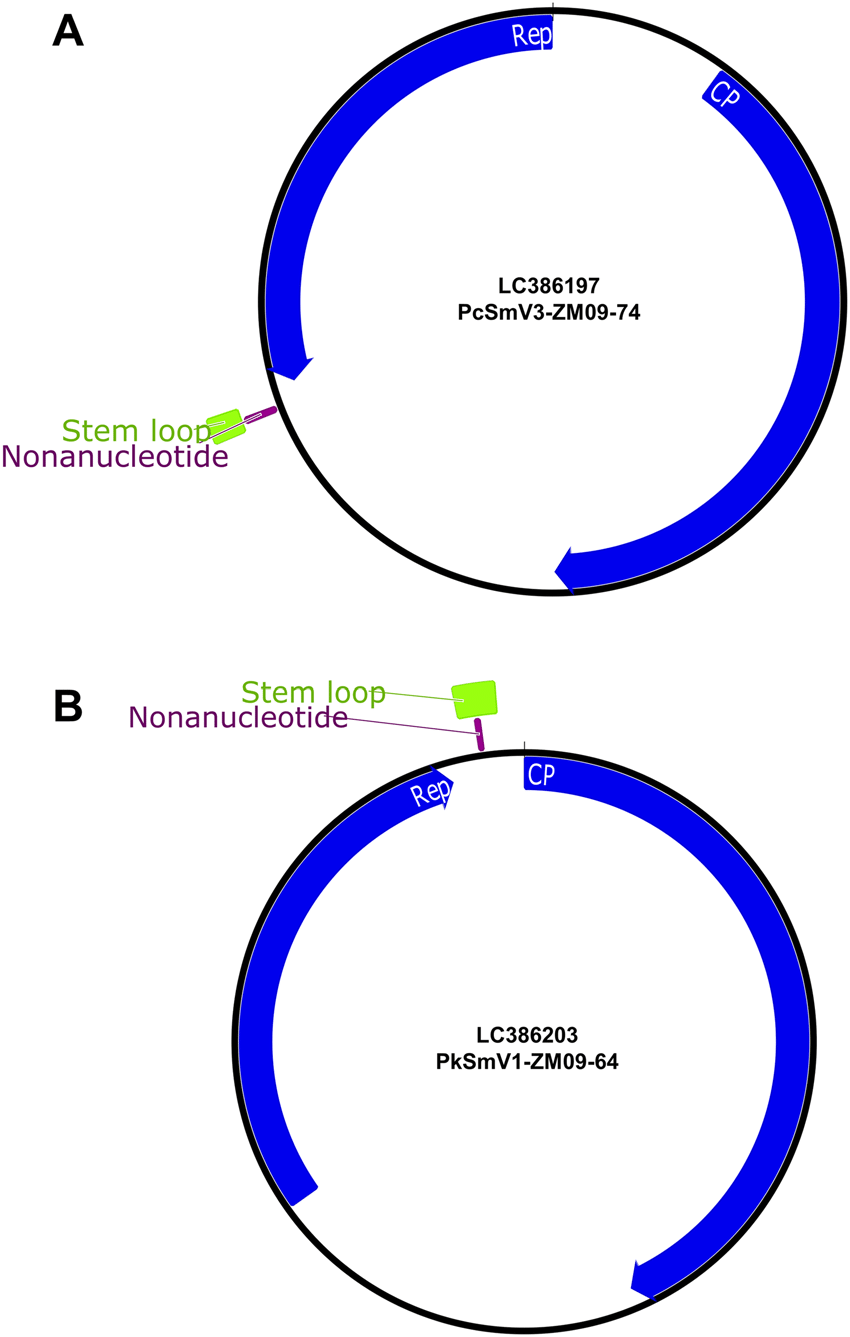 A
Rep
CP
LC386197
PcSmV3-ZM09-74
Stem loop
Nonanucleotide
B
Stem loop
Nonanucleotide
CP
Rep
LC386203
PkSmV1-ZM09-64